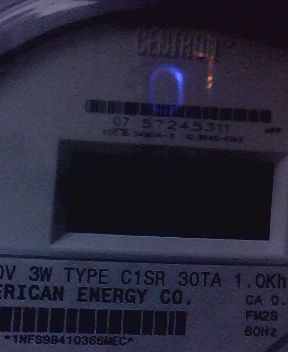 CENTRON
07 57245311
0V 3W TYPE C1SR 30TA 1.0Kh
ERICAN ENERGY CO.
CA 0.
FM2S
60Hz
*1NFS98410366MEC*